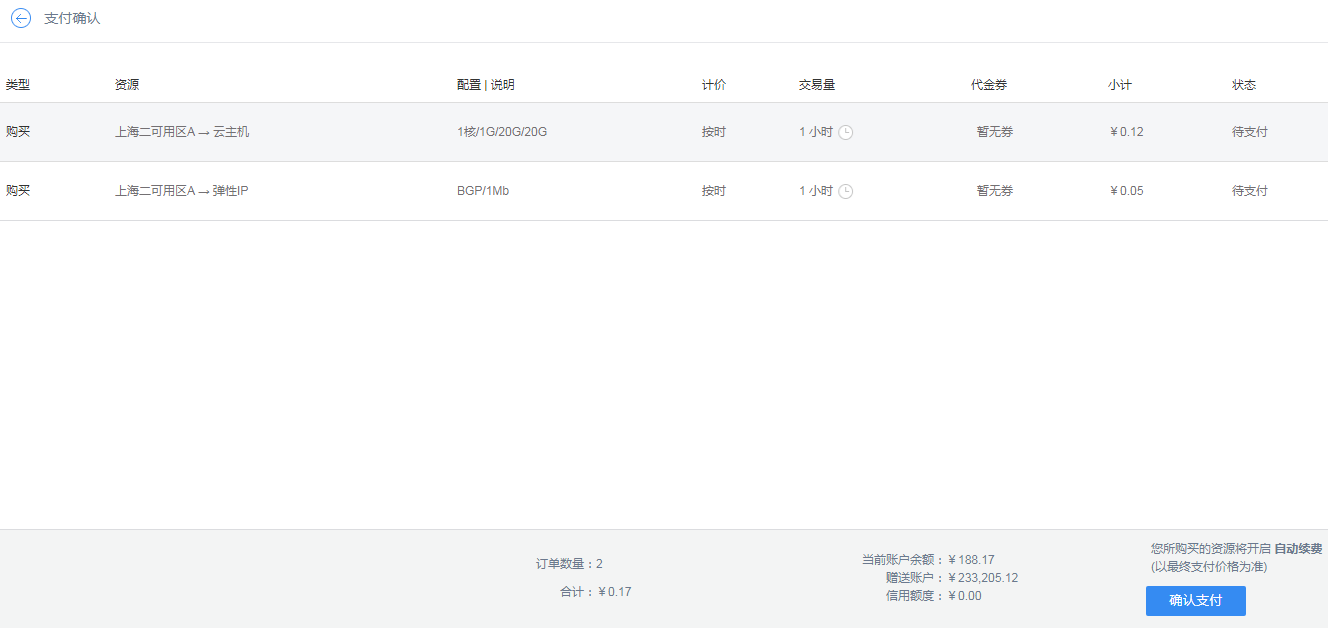 支付确认
类型 资源 配置 | 说明 计价 交易量 代金券 小计 状态
购买 上海二可用区A → 云主机 1核/1G/20G/20G 按时 1 小时 暂无券 ¥ 0.12 待支付
购买 上海二可用区A → 弹性IP BGP/1Mb 按时 1 小时 暂无券 ¥ 0.05 待支付
订单数量：2
合计：¥ 0.17
当前账户余额：¥ 188.17
赠送账户：¥ 233,205.12
信用额度：¥ 0.00
您所购买的资源将开启 自动续费
(以最终支付价格为准)
确认支付